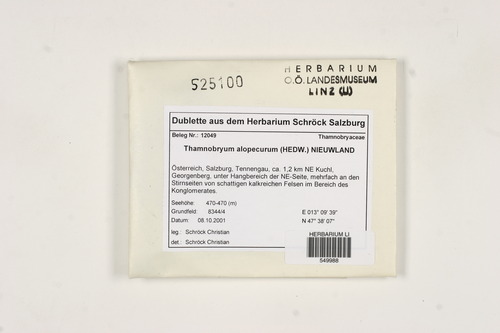 S25100
HERBARIUM
O.Ö. LANDESMUSEUM
LINZ (U)
Dublette aus dem Herbarium Schröck Salzburg
Beleg Nr.: 12049 Thamnobryaceae
Thamnobryum alopecurum (HEDW.) NIEUWLAND
Österreich, Salzburg, Tennengau, ca. 1,2 km NE Kuchl,
Georgenberg, unter Hangbereich der NE-Seite, mehrfach an den
Stirnseiten von schattigen kalkreichen Felsen im Bereich des
Konglomerates.
Seehöhe: 470-470 (m)
Grundfeld: 8344/4 E 013° 09' 39"
Datum: 08.10.2001 N 47° 38' 07"
leg.: Schröck Christian
det.: Schröck Christian
HERBARIUM LI
549988